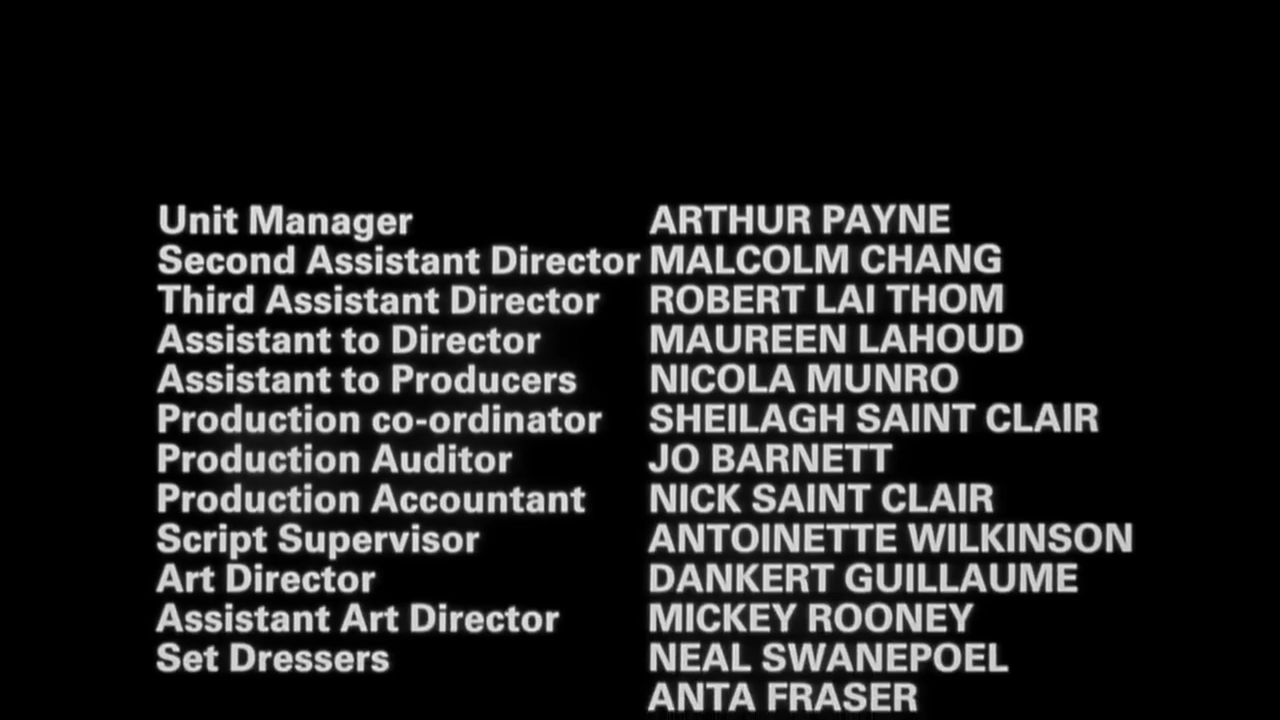 Unit Manager ARTHUR PAYNE
Second Assistant Director MALCOLM CHANG
Third Assistant Director ROBERT LAI THOM
Assistant to Director MAUREEN LAHOUD
Assistant to Producers NICOLA MUNRO
Production co-ordinator SHEILAGH SAINT CLAIR
Production Auditor JO BARNETT
Production Accountant NICK SAINT CLAIR
Script Supervisor ANTOINETTE WILKINSON
Art Director DANKERT GUILLAUME
Assistant Art Director MICKEY ROONEY
Set Dressers NEAL SWANEPOEL
ANTA FRASER